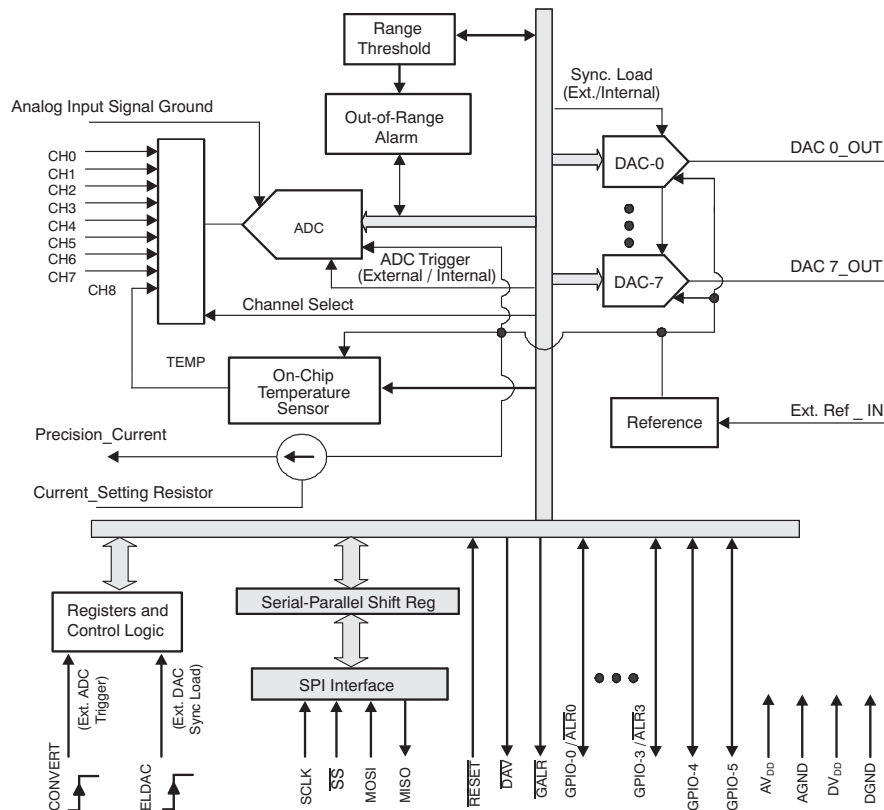 Range
Threshold
Sync. Load
(Ext./Internal)
Analog Input Signal Ground
Out-of-Range
Alarm
DAC 0_OUT
CH0
CH1
CH2
CH3
CH4
CH5
CH6
CH7
CH8
DAC-0
ADC
ADC Trigger
(External / Internal)
DAC 7_OUT
DAC-7
Channel Select
TEMP
On-Chip
Temperature
Sensor
Reference
Ext. Ref _ IN
Precision_Current
Current_Setting Resistor
Registers and
Control Logic
Serial-Parallel Shift Reg
SPI Interface
(Ext. ADC
Trigger)
(Ext. DAC
Sync Load)
CONVERT
ELDAC
SCLK
SS
MOSI
MISO
RESET
DAV
GALR
GPIO-0 / ALR0
GPIO-3 / ALR3
GPIO-4
GPIO-5
AVDD
AGND
DVDD
DGND